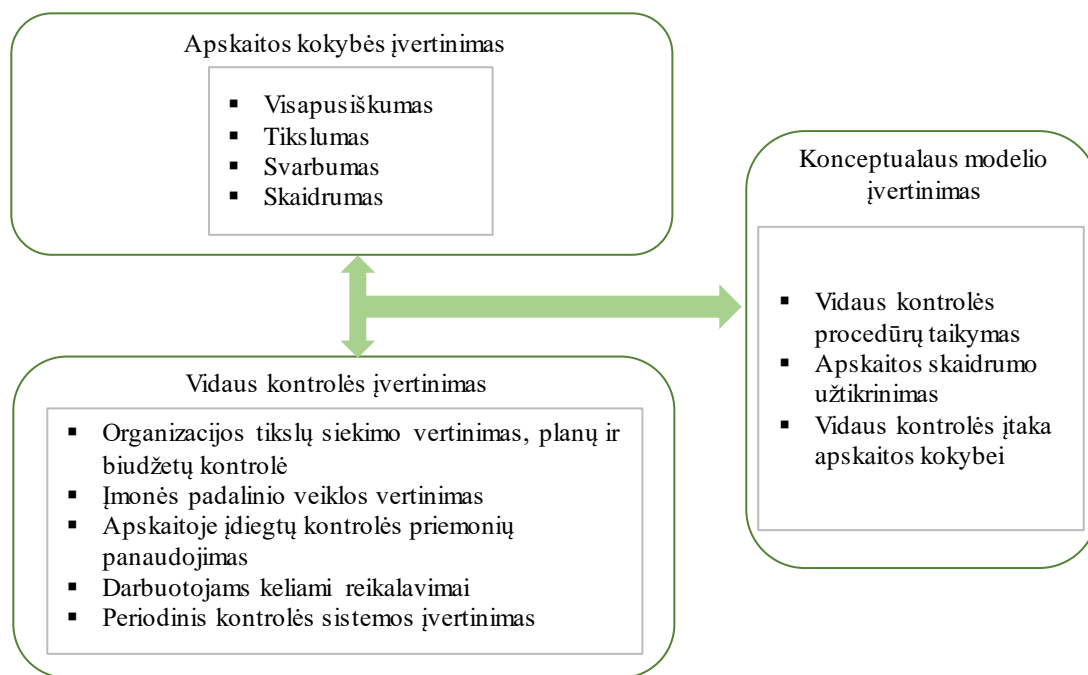 Apskaitos kokybės įvertinimas
▪ Visapusiškumas
▪ Tikslumas
▪ Svarbumas
▪ Skaidrumas
Konceptualaus modelio
įvertinimas
▪ Vidaus kontrolės
procedūrų taikymas
▪ Apskaitos skaidrumo
užtikrinimas
▪ Vidaus kontrolės įtaka
apskaitos kokybei
Vidaus kontrolės įvertinimas
▪ Organizacijos tikslų siekimo vertinimas, planų ir
biudžetų kontrolė
▪ Įmonės padalinio veiklos vertinimas
▪ Apskaitoje įdiegtų kontrolės priemonių
panaudojimas
▪ Darbuotojams keliami reikalavimai
▪ Periodinis kontrolės sistemos įvertinimas